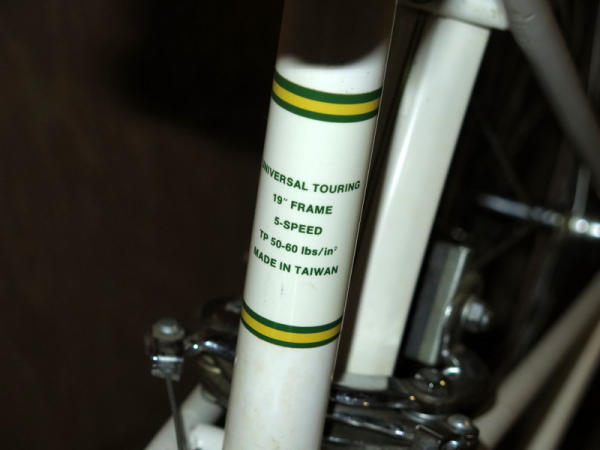 UNIVERSAL TOURING
19" FRAME
5-SPEED
TP 50-60 lbs/in²
MADE IN TAIWAN